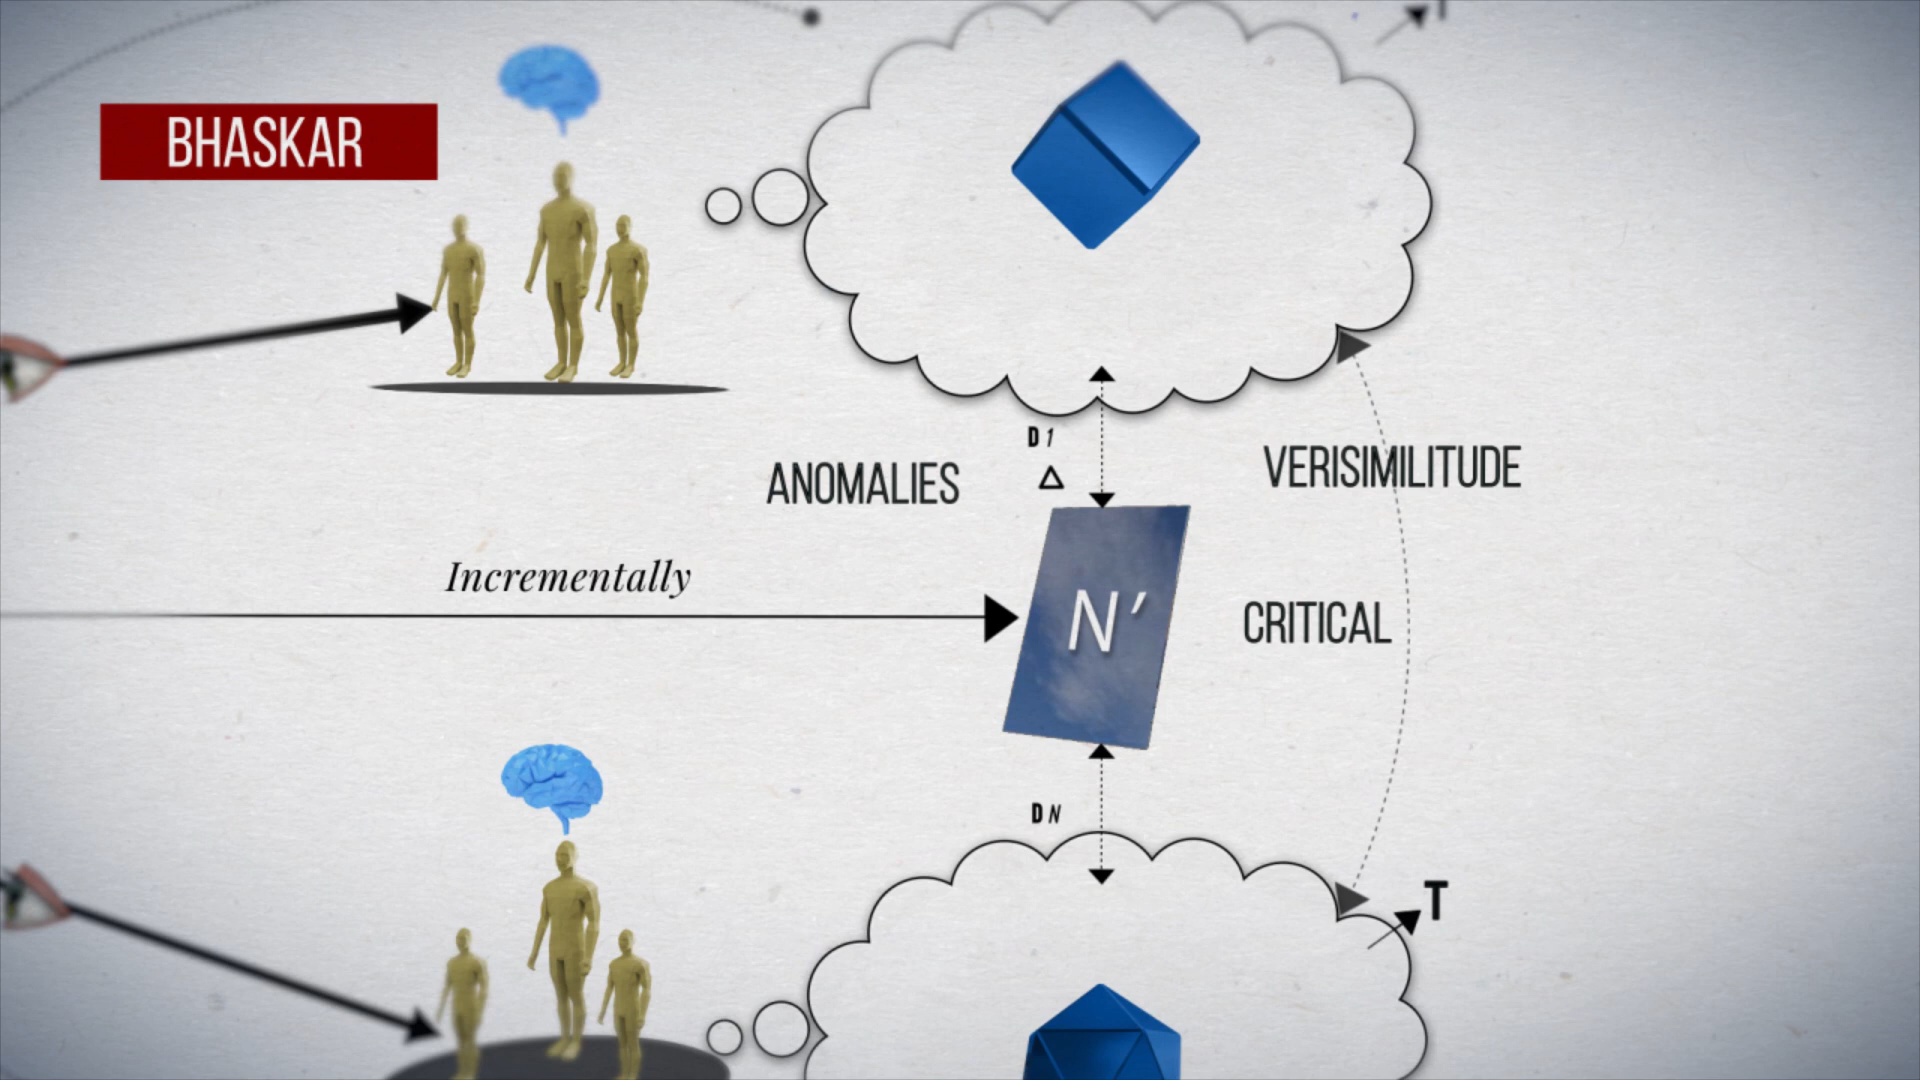 BHASKAR
D 1
ANOMALIES
△
VERISIMILITUDE
Incrementally
N′
CRITICAL
D N
T